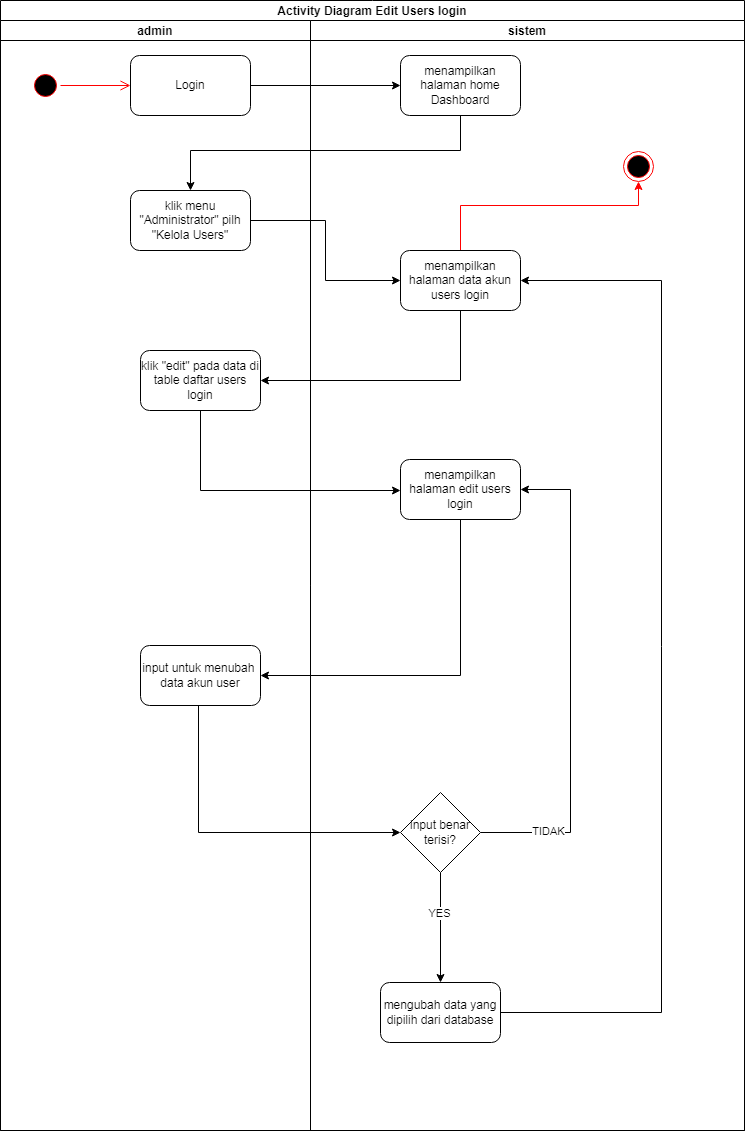 Activity Diagram Edit Users login
admin
sistem
Login
menampilkan
halaman home
Dashboard
klik menu
"Administrator" pilh
"Kelola Users"
menampilkan
halaman data akun
users login
klik "edit" pada data di
table daftar users
login
menampilkan
halaman edit users
login
input untuk menubah
data akun user
input benar
terisi?
TIDAK
YES
mengubah data yang
dipilih dari database